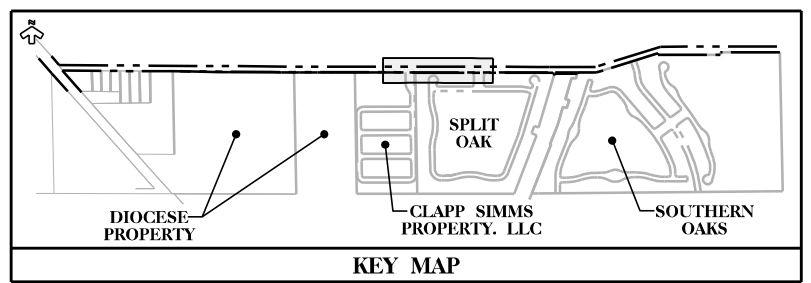 N
SPLIT
OAK
DIOCESE
PROPERTY
CLAPP SIMMS
PROPERTY. LLC
SOUTHERN
OAKS
KEY MAP